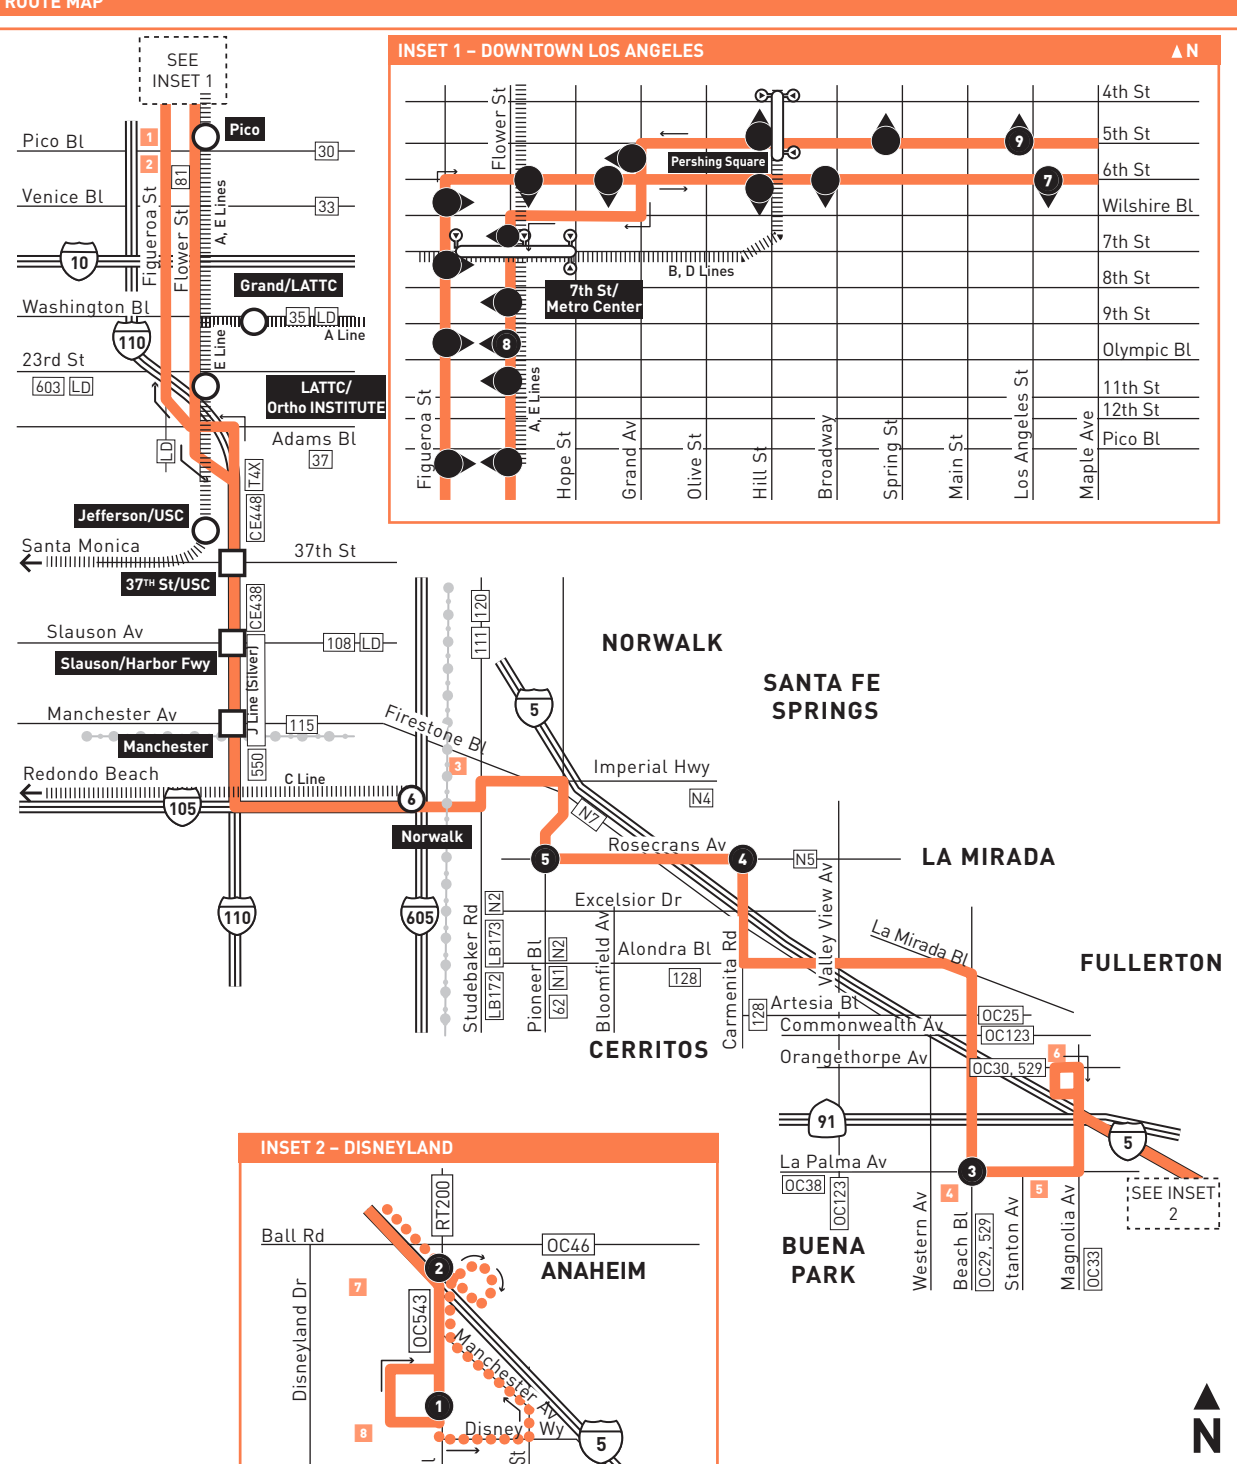 ROUTE MAP
SEE
INSET 1
Pico Bl
1
2
Pico
30
Venice Bl
81
33
Figueroa St
Flower St
A, E Lines
10
Grand/LATTC
Washington Bl
35
LD
A Line
110
E Line
23rd St
603
LD
LATTC/
Ortho INSTITUTE
Adams Bl
37
LD
T4X
CE448
Jefferson/USC
Santa Monica
37th St
37TH St/USC
CE438
Slauson Av
108
LD
Slauson/Harbor Fwy
J Line (Silver)
Manchester Av
115
Manchester
550
Redondo Beach
C Line
105
6
Norwalk
110
605
INSET 1 – DOWNTOWN LOS ANGELES
N
Flower St
4th St
5th St
9
Pershing Square
6th St
7
Wilshire Bl
7th St
B, D Lines
8th St
7th St/
Metro Center
9th St
8
Olympic Bl
11th St
12th St
Pico Bl
A, E Lines
Figueroa St
Hope St
Grand Av
Olive St
Hill St
Broadway
Spring St
Main St
Los Angeles St
Maple Ave
120
111
NORWALK
SANTA FE
SPRINGS
5
Firestone Bl
3
Imperial Hwy
N4
N7
Rosecrans Av
5
4
N5
LA MIRADA
Excelsior Dr
N2
LB173
LB172
Studebaker Rd
Pioneer Bl
N2
N1
62
Bloomfield Av
Alondra Bl
128
Carmenita Rd
128
Valley View Av
La Mirada Bl
FULLERTON
CERRITOS
Artesia Bl
OC25
Commonwealth Av
OC123
Orangethorpe Av
OC30, 529
6
91
5
La Palma Av
3
OC38
OC123
4
5
SEE INSET
2
BUENA
PARK
Western Av
Beach Bl
OC29, 529
Stanton Av
Magnolia Av
OC33
INSET 2 – DISNEYLAND
RT200
Ball Rd
OC46
ANAHEIM
2
7
OC543
Disneyland Dr
Manchester Av
1
8
Disney Wy
5
St
N